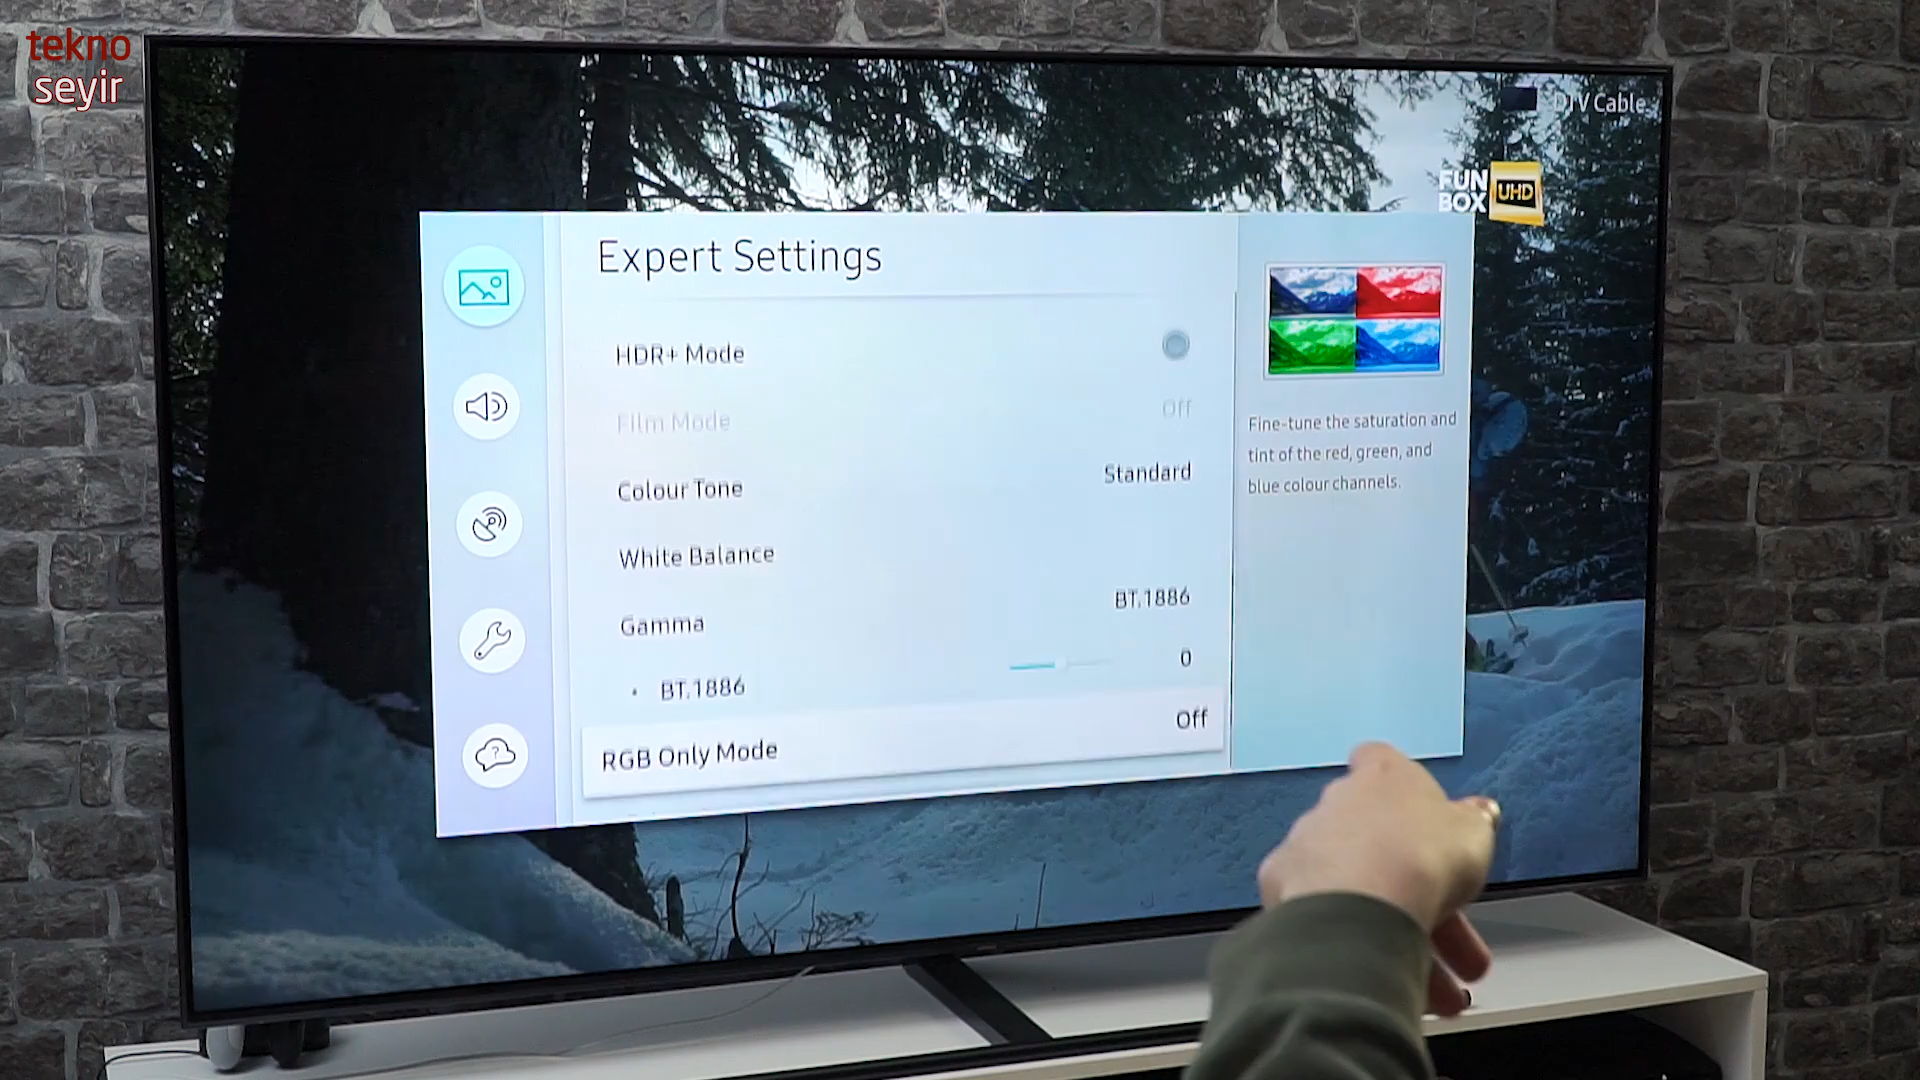 tekno
seyir
DTV Cable
FUN
BOX
UHD
Expert Settings
HDR+ Mode
Film Mode Off
Colour Tone Standard
White Balance
Gamma BT.1886
• BT.1886 0
RGB Only Mode Off
Fine-tune the saturation and
tint of the red, green, and
blue colour channels.